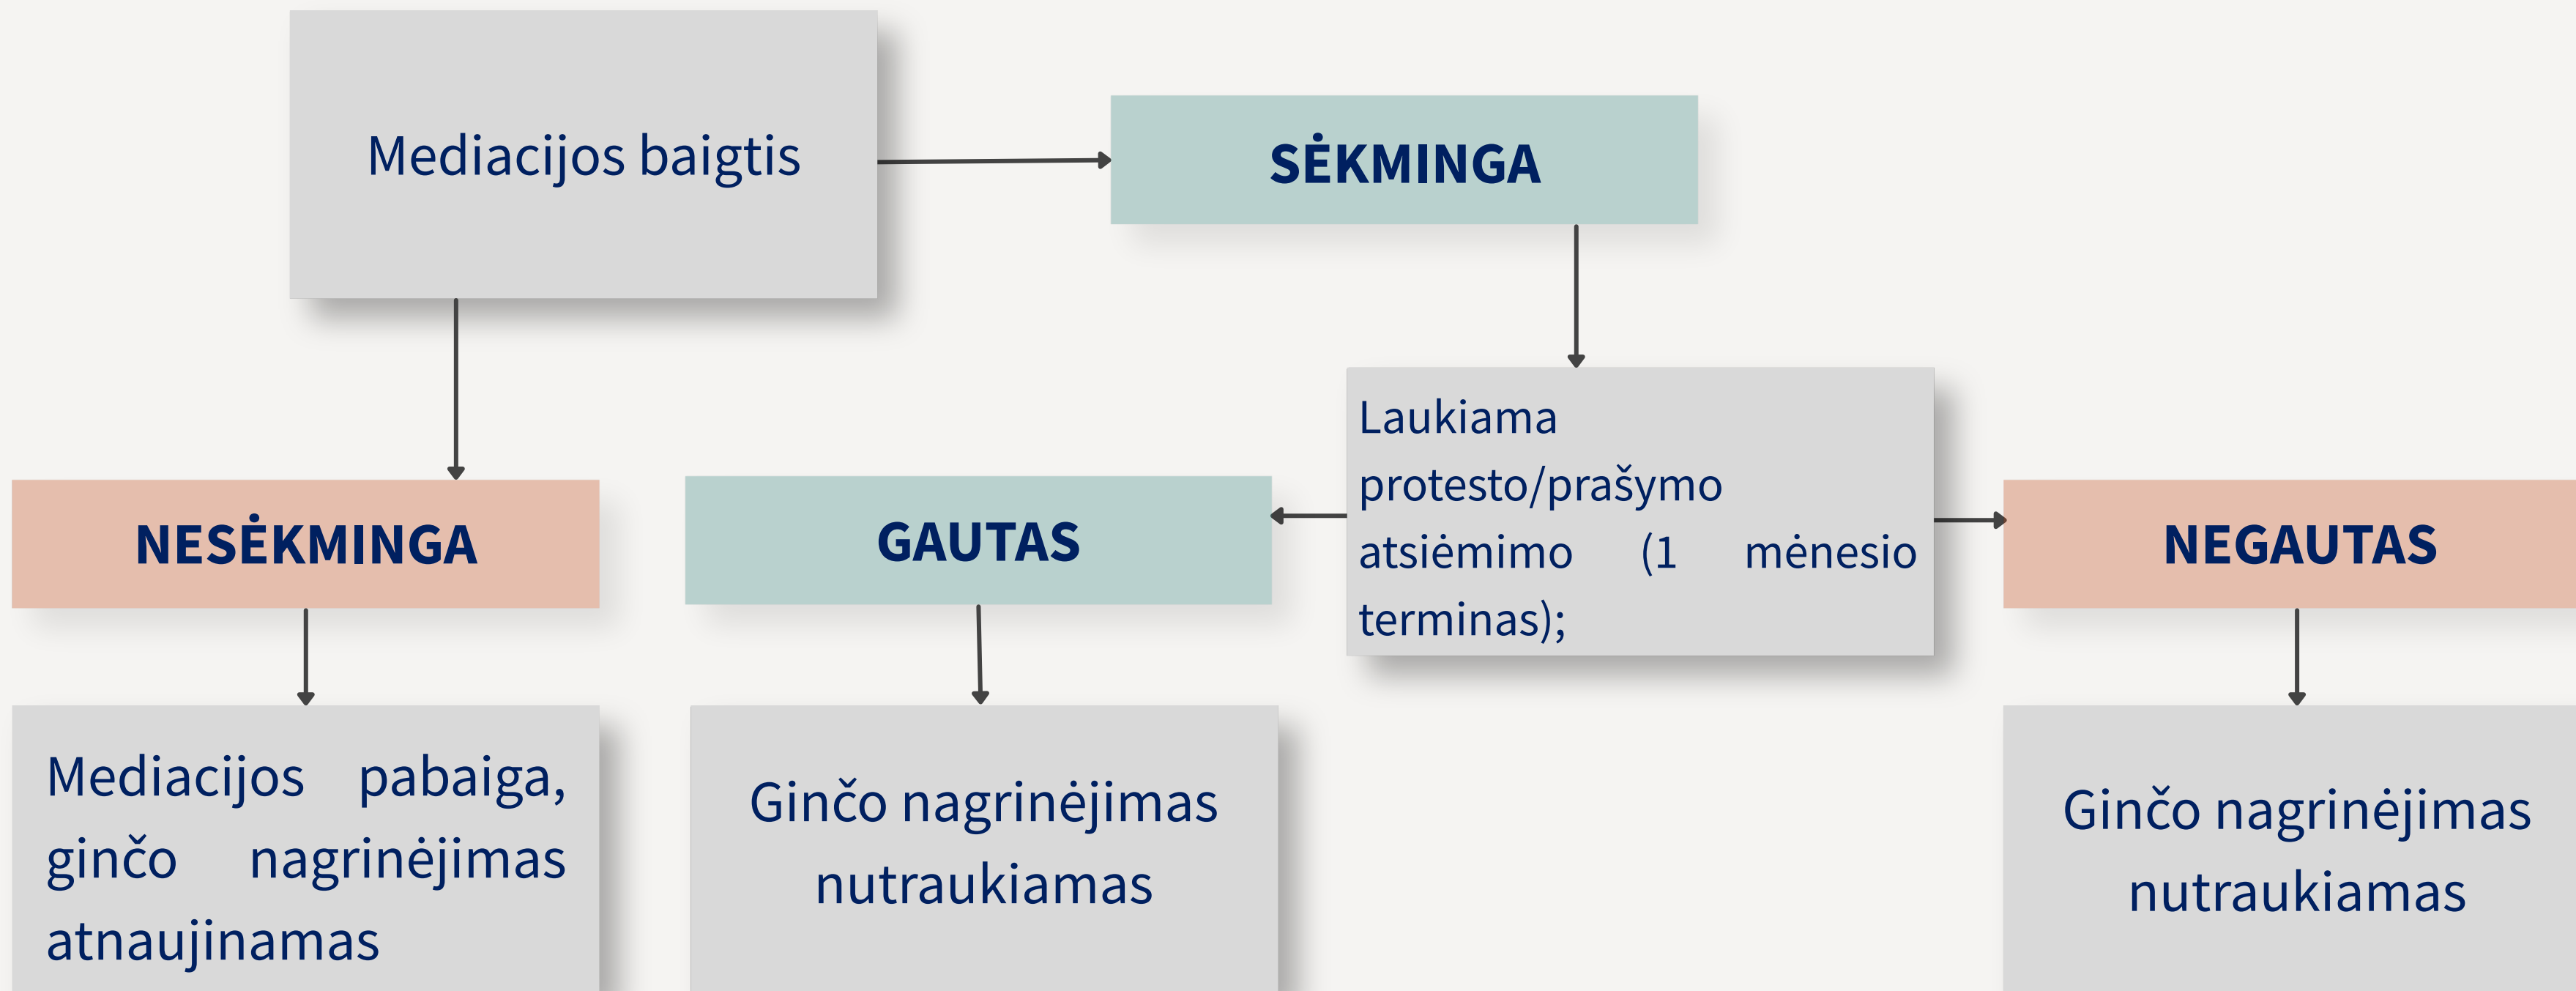 Mediacijos baigtis
SĖKMINGA
Laukiama
protesto/prašymo
atsiėmimo (1 mėnesio
terminas);
NESĖKMINGA
GAUTAS
NEGAUTAS
Mediacijos pabaiga,
ginčo nagrinėjimas
atnaujinamas
Ginčo nagrinėjimas
nutraukiamas
Ginčo nagrinėjimas
nutraukiamas